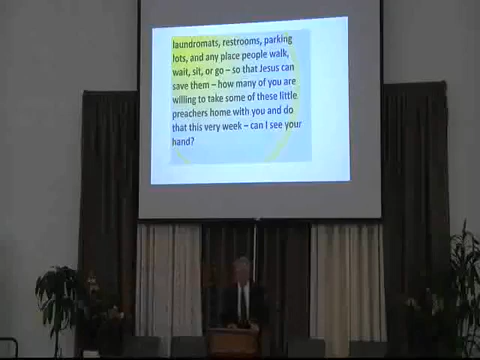 laundromats, restrooms, parking
lots, and any place people walk,
wait, sit, or go – so that Jesus can
save them – how many of you are
willing to take some of these little
preachers home with you and do
that this very week – can I see your
hand?